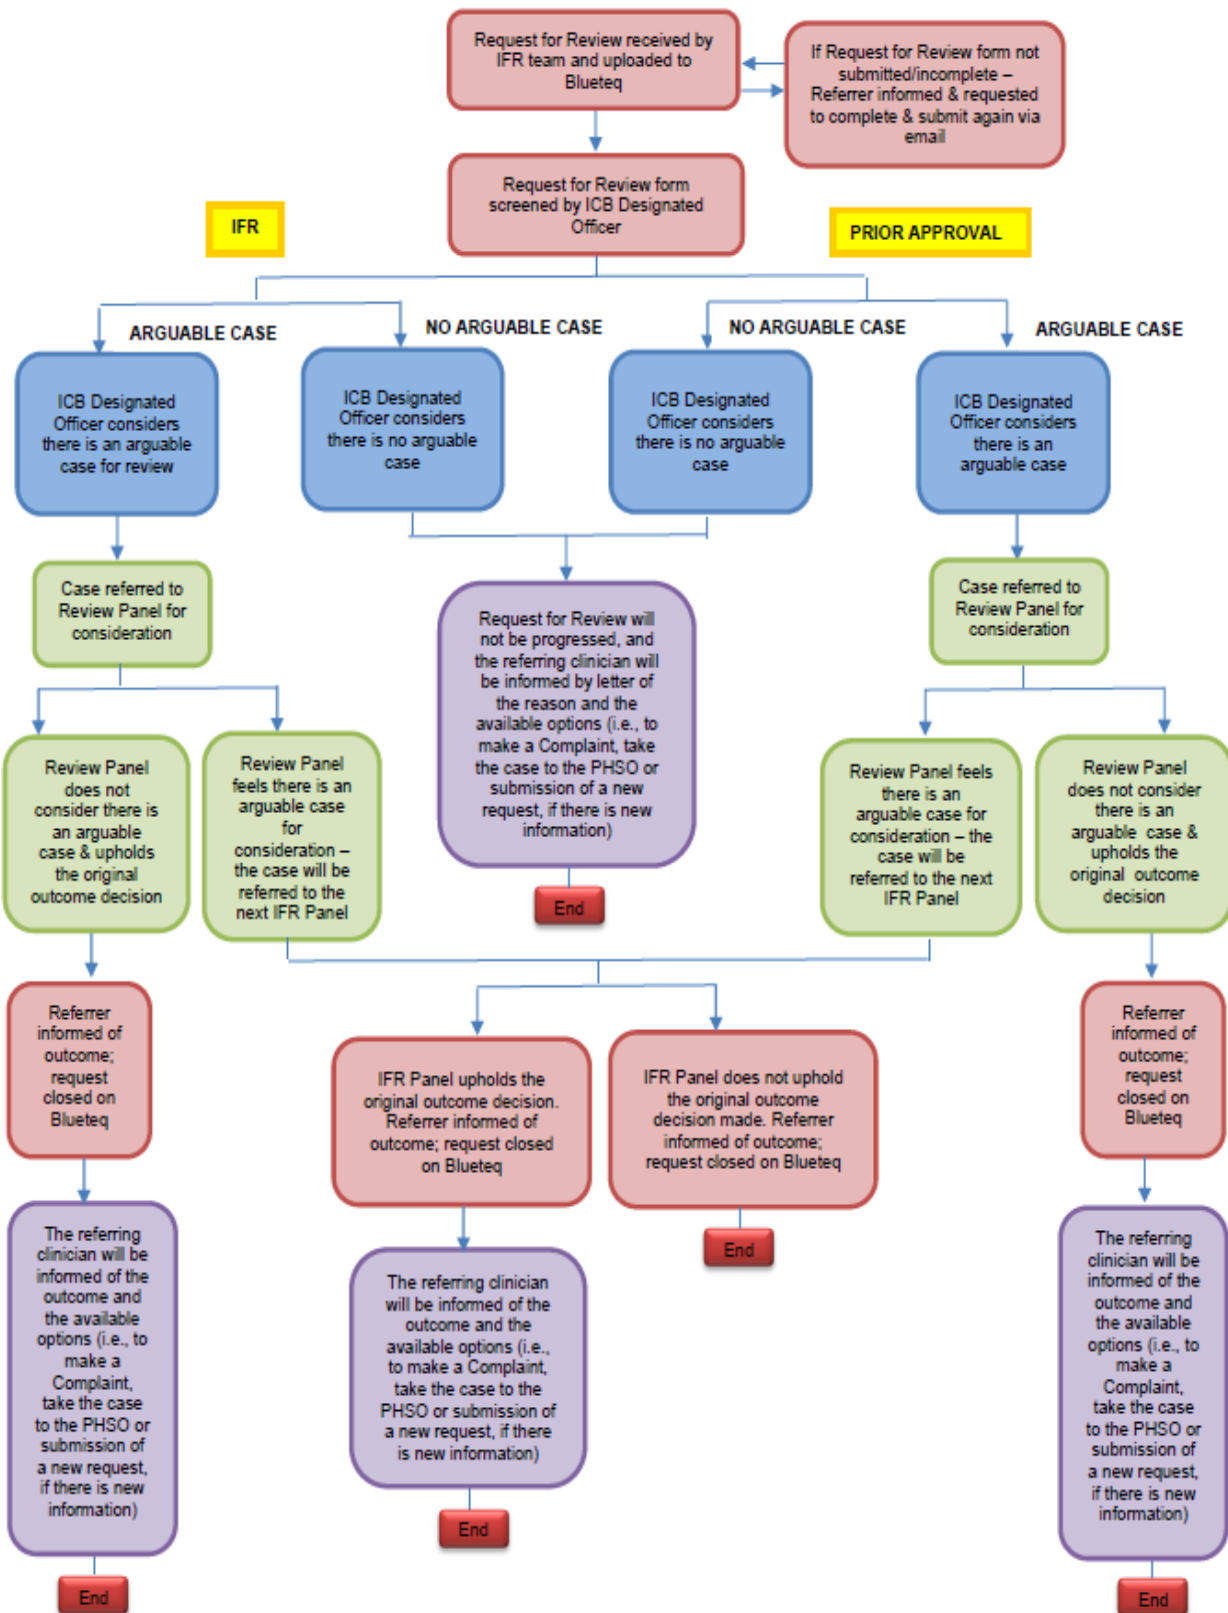 Request for Review received by
IFR team and uploaded to
Blueteq
If Request for Review form not
submitted/incomplete –
Referrer informed & requested
to complete & submit again via
email
Request for Review form
screened by ICB Designated
Officer
IFR
PRIOR APPROVAL
ARGUABLE CASE
NO ARGUABLE CASE
NO ARGUABLE CASE
ARGUABLE CASE
ICB Designated
Officer considers
there is an arguable
case for review
ICB Designated
Officer considers
there is no arguable
case
ICB Designated
Officer considers
there is no arguable
case
ICB Designated
Officer considers
there is an
arguable case
Case referred to
Review Panel for
consideration
Request for Review will
not be progressed, and
the referring clinician will
be informed by letter of
the reason and the
available options (i.e., to
make a Complaint, take
the case to the PHSO or
submission of a new
request, if there is new
information)
End
Case referred to
Review Panel for
consideration
Review Panel
does not
consider there is
an arguable
case & upholds
the original
outcome decision
Review Panel
feels there is an
arguable case
for
consideration –
the case will be
referred to the
next IFR Panel
Review Panel feels
there is an
arguable case for
consideration – the
case will be
referred to the next
IFR Panel
Review Panel
does not consider
there is an
arguable case &
upholds the
original outcome
decision
Referrer
informed of
outcome;
request
closed on
Blueteq
IFR Panel upholds the
original outcome decision.
Referrer informed of
outcome; request closed
on Blueteq
IFR Panel does not uphold
the original outcome
decision made. Referrer
informed of outcome;
request closed on Blueteq
End
Referrer
informed of
outcome;
request
closed on
Blueteq
The referring
clinician will be
informed of the
outcome and
the available
options (i.e., to
make a
Complaint,
take the case
to the PHSO or
submission of
a new request,
if there is new
information)
End
The referring clinician
will be informed of the
outcome and the
available options (i.e.,
to make a Complaint,
take the case to the
PHSO or submission of
a new request, if there
is new information)
End
The referring
clinician will be
informed of the
outcome and
the available
options (i.e., to
make a
Complaint,
take the case
to the PHSO or
submission of
a new request,
if there is new
information)
End